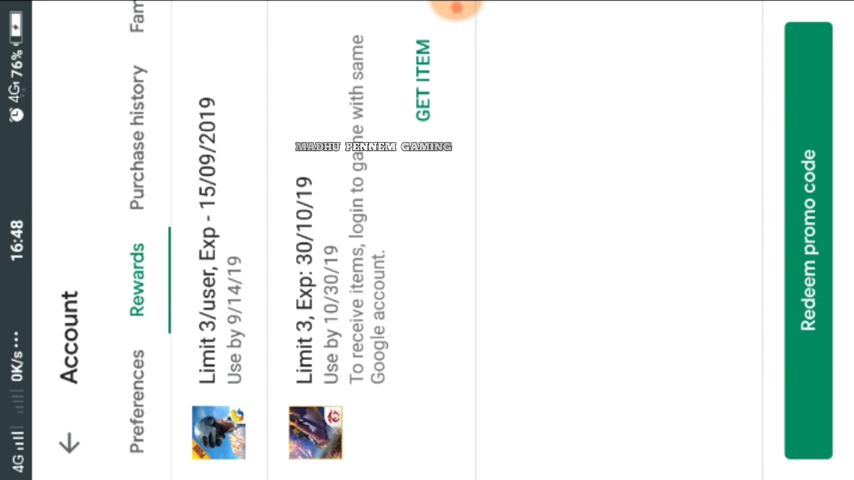 4G 0K/s ... 16:48 4G 76%
Account
Preferences Rewards Purchase history Fam
Limit 3/user, Exp - 15/09/2019
Use by 9/14/19
Limit 3, Exp: 30/10/19
Use by 10/30/19
To receive items, login to game with same
Google account.
GET ITEM
MADHU PENNEM GAMING
Redeem promo code